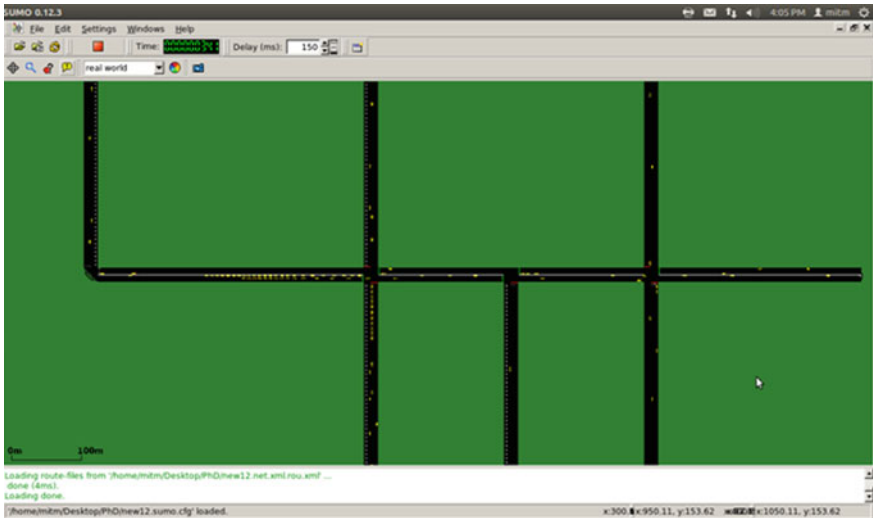 SUMO 0.12.3
4:05 PM mitm
File Edit Settings Windows Help
Time: Delay (ms): 150
real world
0m 100m
Loading route-files from '/home/mitm/Desktop/PhD/new12.net.xml.rou.xml' ...
done (4ms).
Loading done.
'/home/mitm/Desktop/PhD/new12.sumo.cfg' loaded. x:950.11, y:153.62 x:1050.11, y:153.62